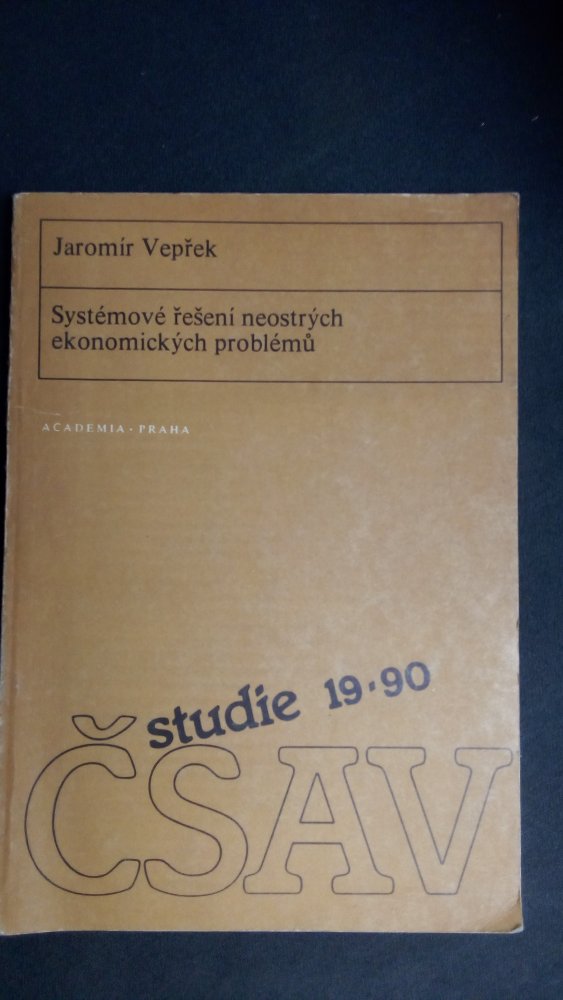 Jaromír Vepřek
Systémové řešení neostrých
ekonomických problémů
ACADEMIA · PRAHA
studie 19·90
ČSAV